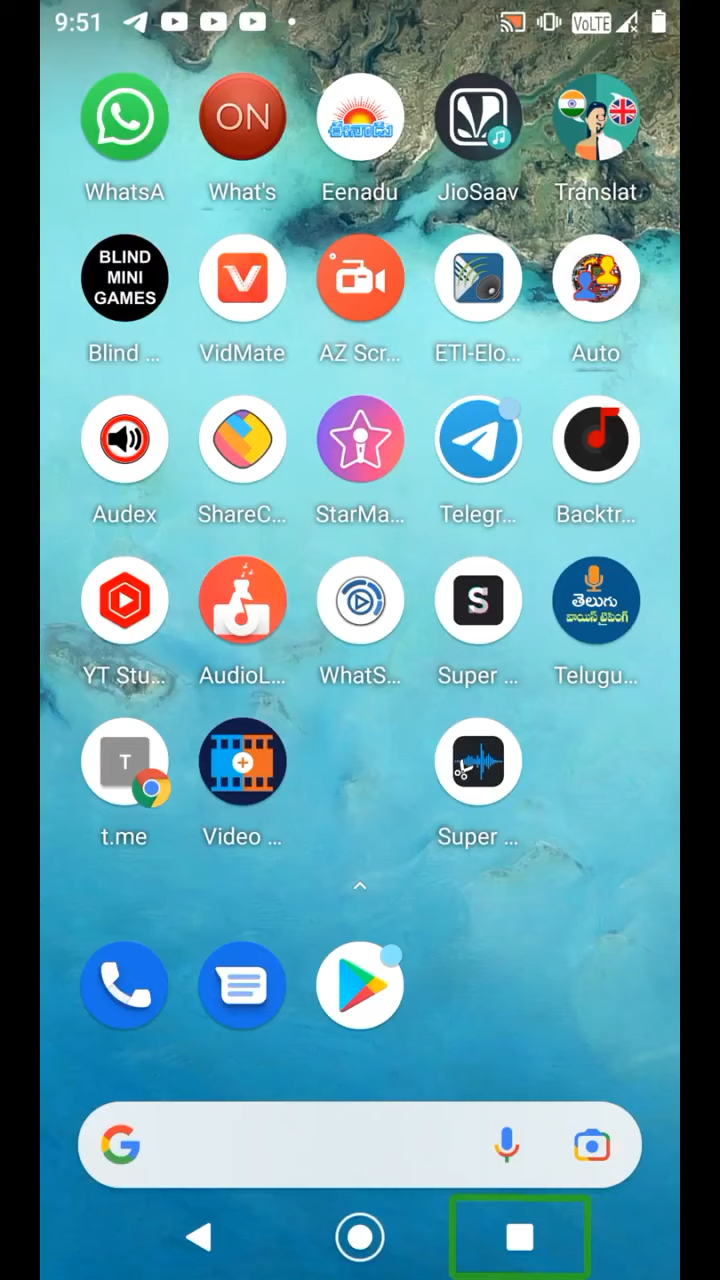 9:51 VoLTE
ON ఈనాడు
WhatsA What's Eenadu JioSaav Translat
BLIND
MINI
GAMES
Blind ... VidMate AZ Scr... ETI-Elo... Auto
Audex ShareC... StarMa... Telegr... Backtr...
S తెలుగు
వాయిస్ టైపింగ్
YT Stu... AudioL... WhatS... Super ... Telugu...
T
t.me Video ... Super ...
G